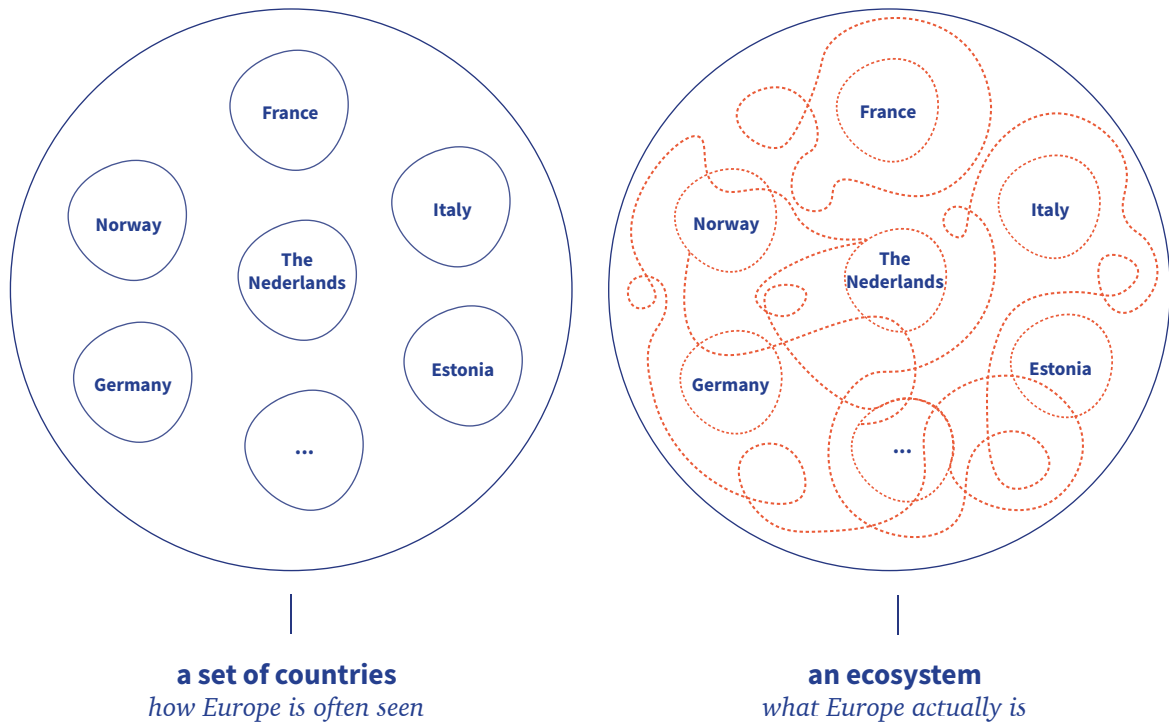 France
Norway
Italy
The
Nederlands
Germany
Estonia
...
a set of countries
how Europe is often seen
France
Norway
Italy
The
Nederlands
Germany
Estonia
...
an ecosystem
what Europe actually is